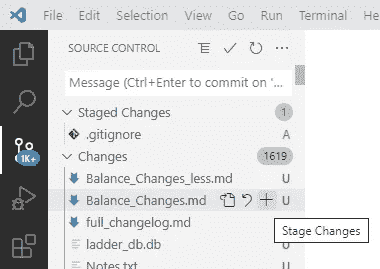 File Edit Selection View Go Run Terminal He
SOURCE CONTROL
Message (Ctrl+Enter to commit on '...
Staged Changes 1
.gitignore A
Changes 1619
1K+
Balance_Changes_less.md U
Balance_Changes.md U
full_changelog.md
Stage Changes
ladder_db.db
Notes.txt U